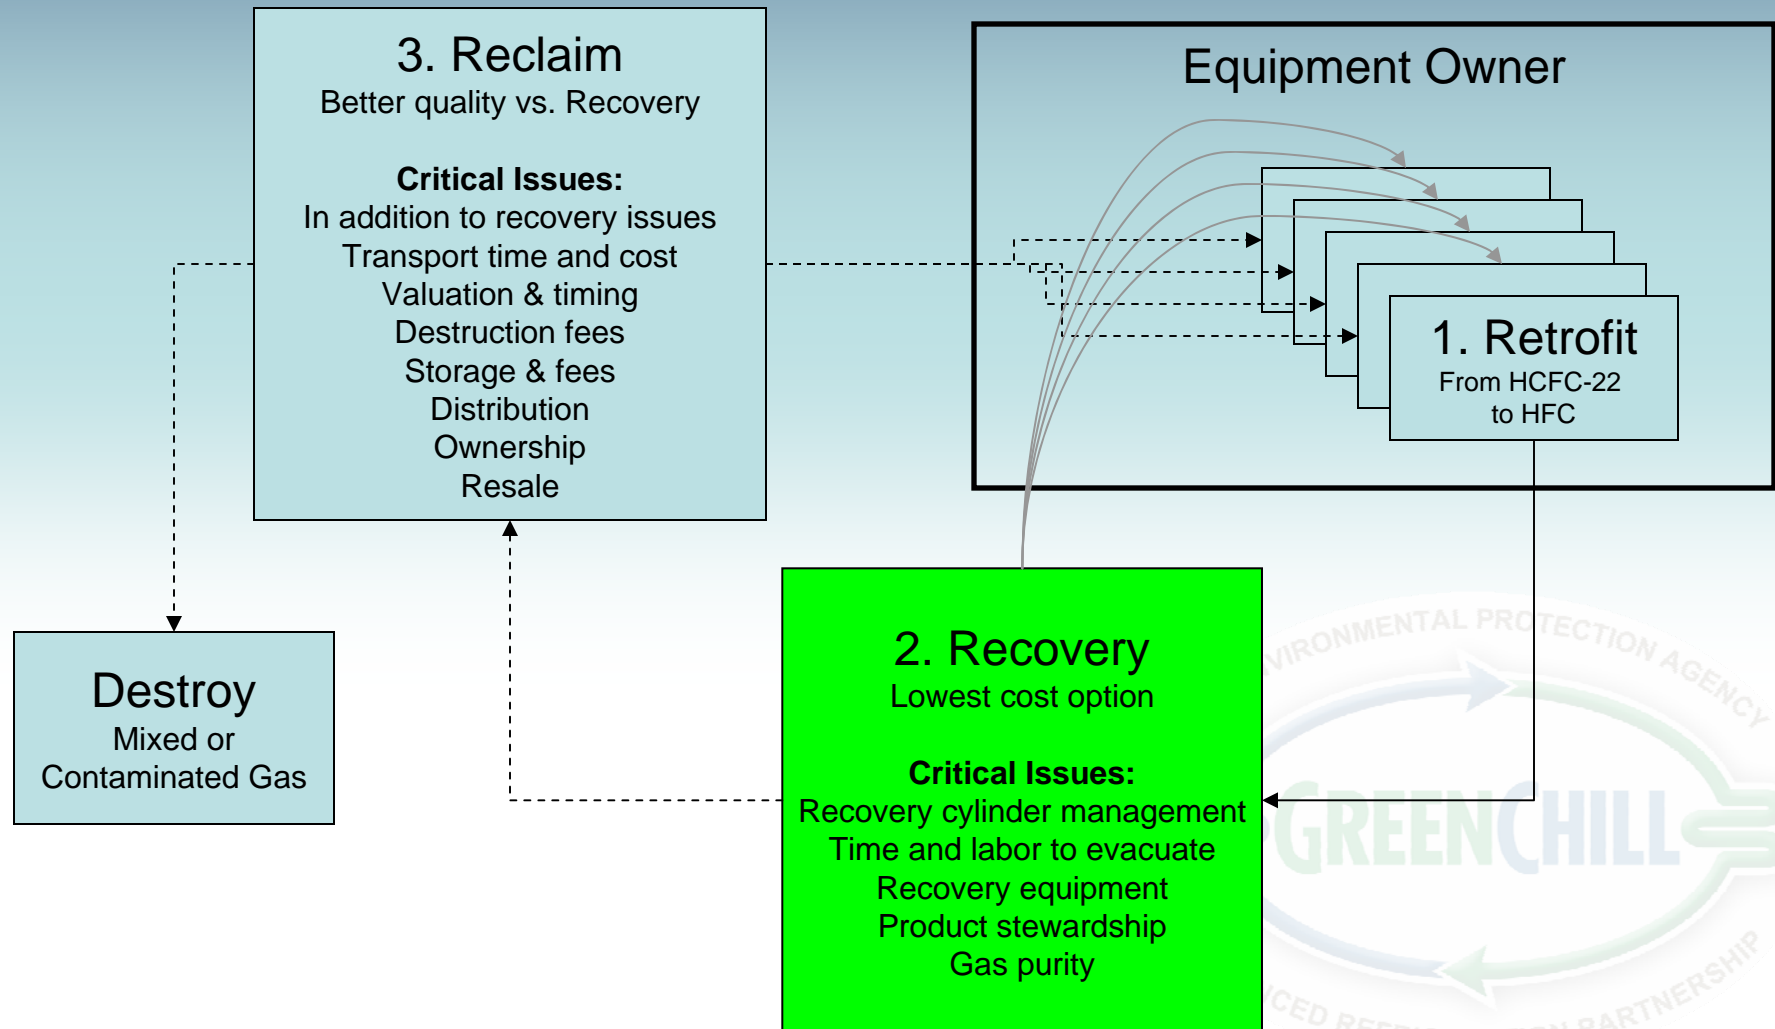 3. Reclaim
Better quality vs. Recovery
Critical Issues:
In addition to recovery issues
Transport time and cost
Valuation & timing
Destruction fees
Storage & fees
Distribution
Ownership
Resale
Equipment Owner
1. Retrofit
From HCFC-22
to HFC
Destroy
Mixed or
Contaminated Gas
2. Recovery
Lowest cost option
Critical Issues:
Recovery cylinder management
Time and labor to evacuate
Recovery equipment
Product stewardship
Gas purity
PROTECTION AGENCY
GREENCHILL
PARTNERSHIP